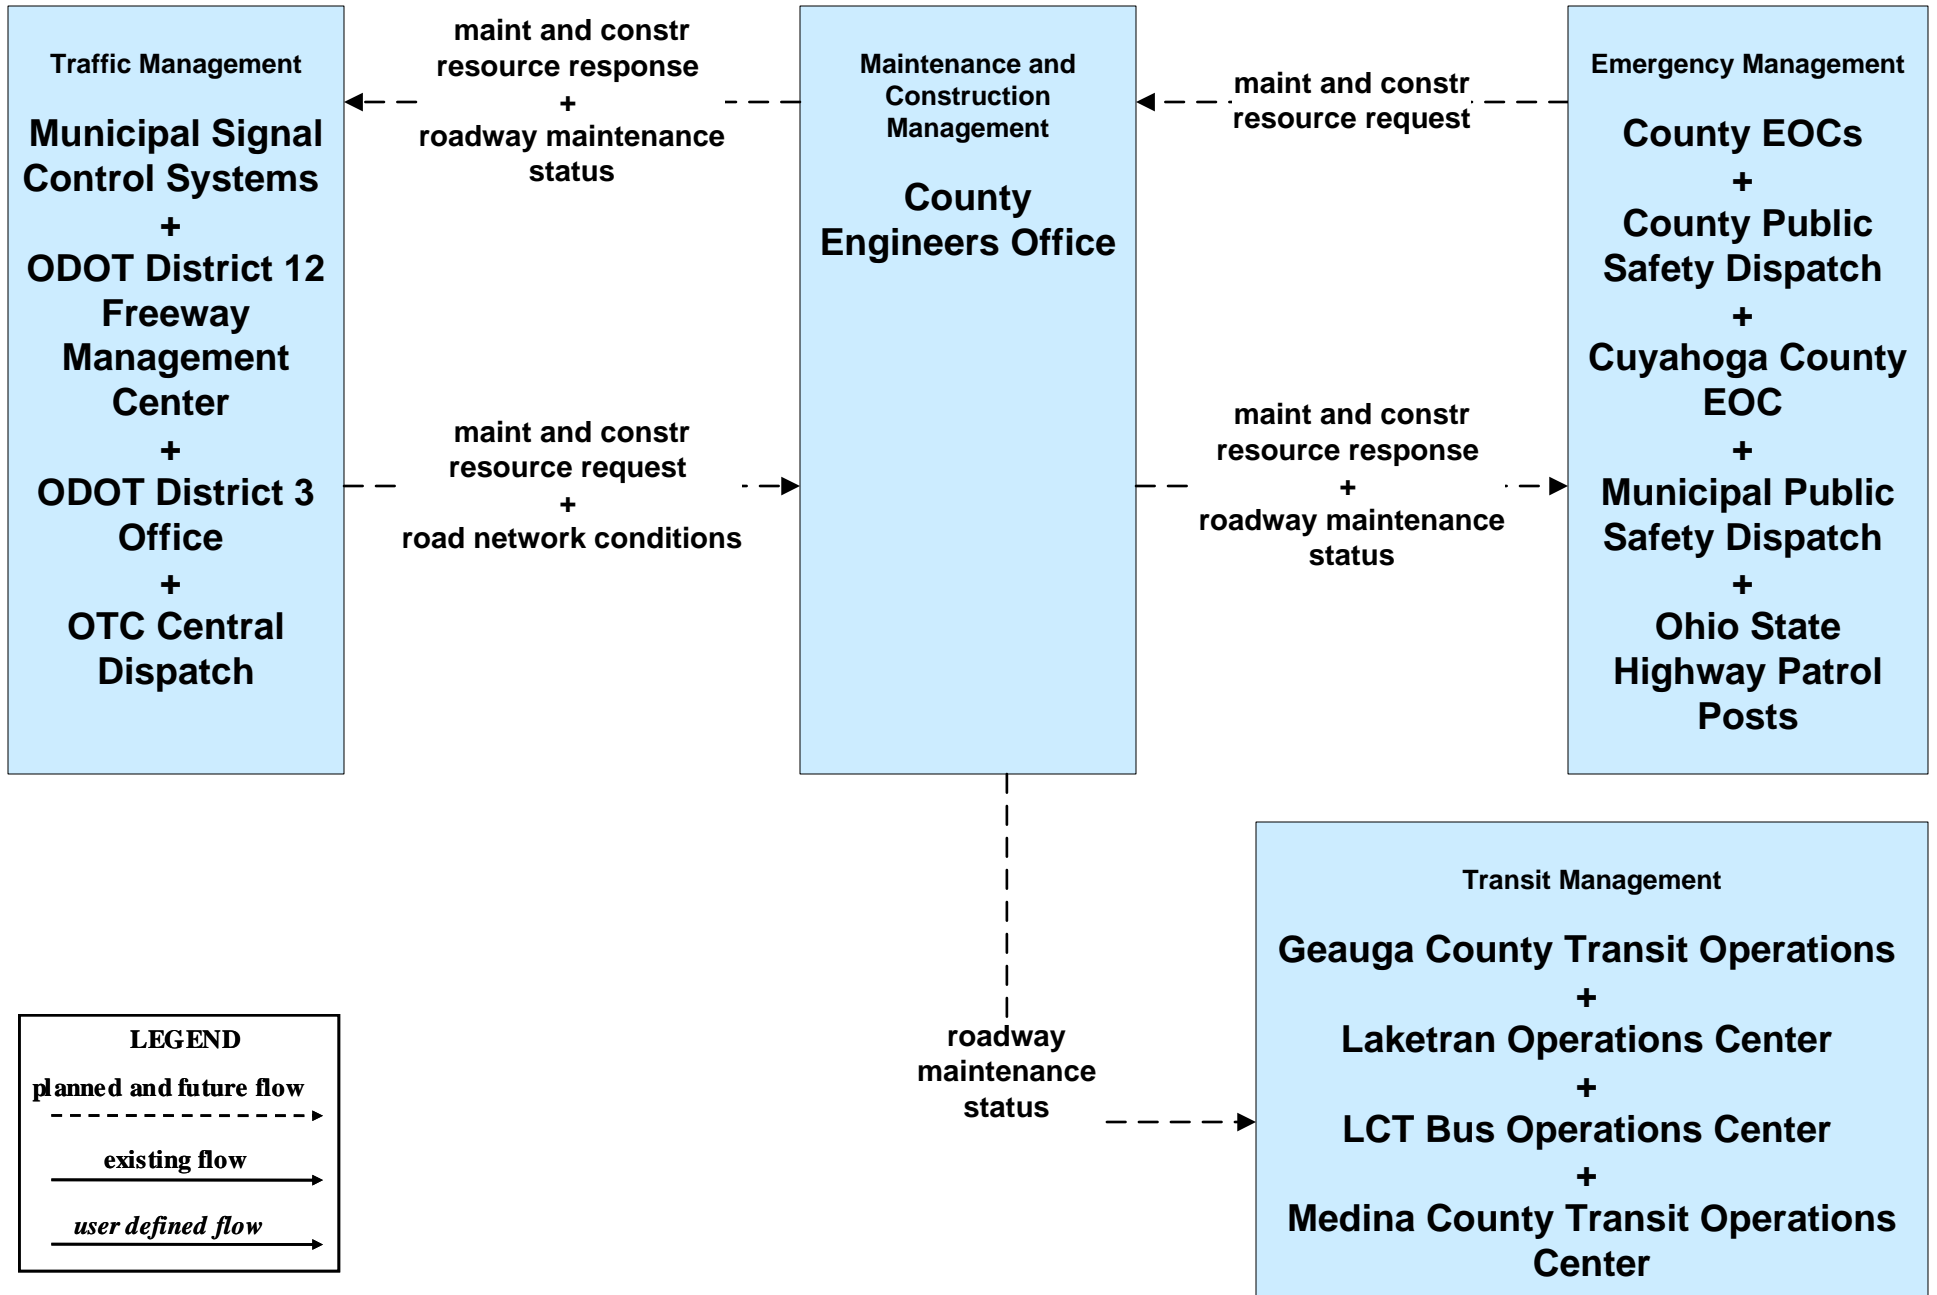 Traffic Management
Municipal Signal
Control Systems
+
ODOT District 12
Freeway
Management
Center
+
ODOT District 3
Office
+
OTC Central
Dispatch
maint and constr
resource response
+
roadway maintenance
status
maint and constr
resource request
+
road network conditions
Maintenance and
Construction
Management
County
Engineers Office
maint and constr
resource request
maint and constr
resource response
+
roadway maintenance
status
Emergency Management
County EOCs
+
County Public
Safety Dispatch
+
Cuyahoga County
EOC
+
Municipal Public
Safety Dispatch
+
Ohio State
Highway Patrol
Posts
roadway
maintenance
status
Transit Management
Geauga County Transit Operations
+
Laketran Operations Center
+
LCT Bus Operations Center
+
Medina County Transit Operations
Center
LEGEND
planned and future flow
existing flow
user defined flow